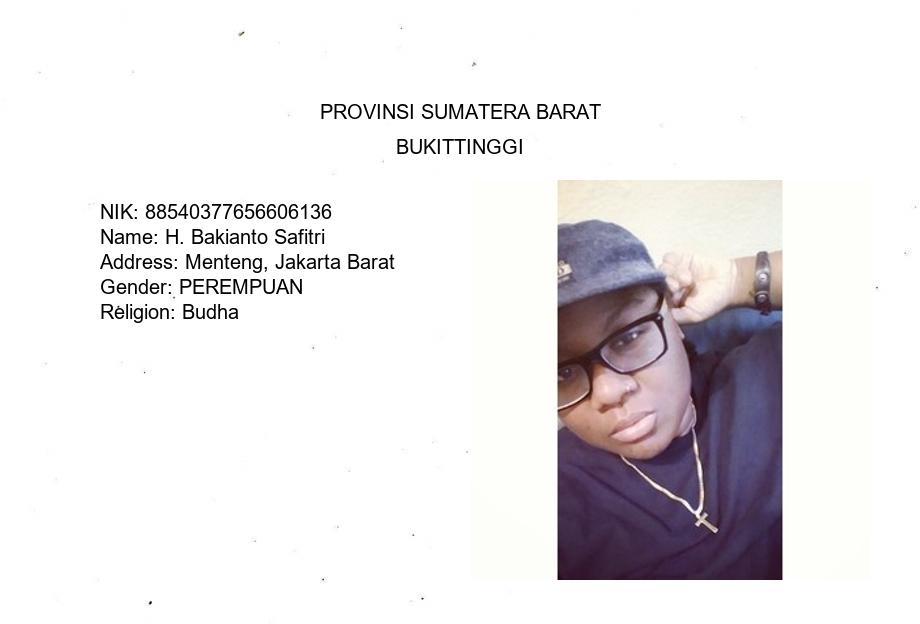 PROVINSI SUMATERA BARAT
BUKITTINGGI
NIK: 88540377656606136
Name: H. Bakianto Safitri
Address: Menteng, Jakarta Barat
Gender: PEREMPUAN
Religion: Budha